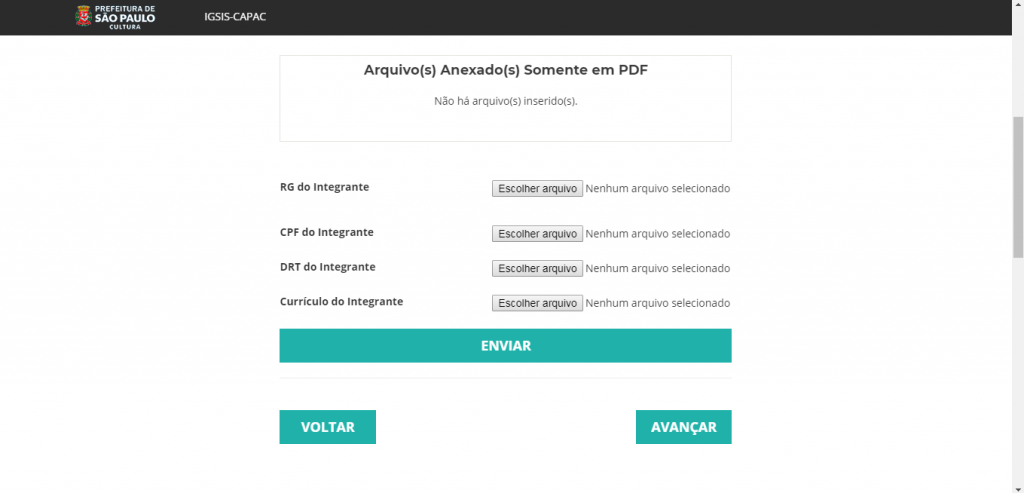 PREFEITURA DE
SÃO PAULO
CULTURA
IGSIS-CAPAC
Arquivo(s) Anexado(s) Somente em PDF
Não há arquivo(s) inserido(s).
RG do Integrante Escolher arquivo Nenhum arquivo selecionado
CPF do Integrante Escolher arquivo Nenhum arquivo selecionado
DRT do Integrante Escolher arquivo Nenhum arquivo selecionado
Currículo do Integrante Escolher arquivo Nenhum arquivo selecionado
ENVIAR
VOLTAR AVANÇAR